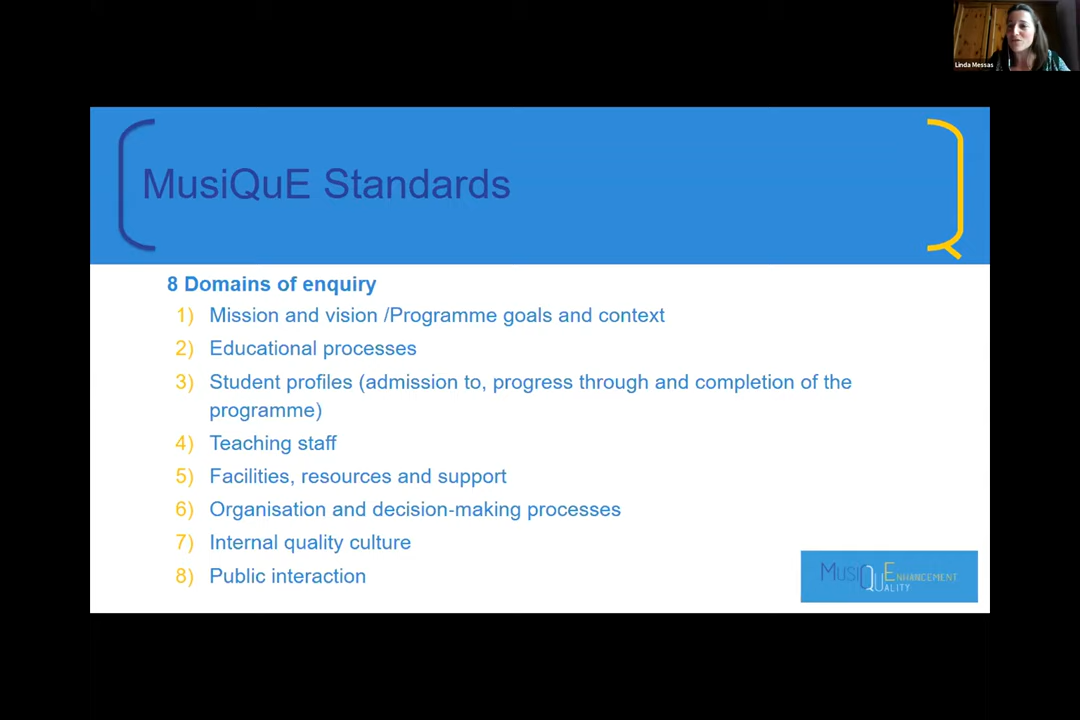 Linda Messas
MusiQuE Standards
8 Domains of enquiry
1) Mission and vision /Programme goals and context
2) Educational processes
3) Student profiles (admission to, progress through and completion of the
programme)
4) Teaching staff
5) Facilities, resources and support
6) Organisation and decision-making processes
7) Internal quality culture
8) Public interaction
MUSIQUE ENHANCEMENT
QUALITY